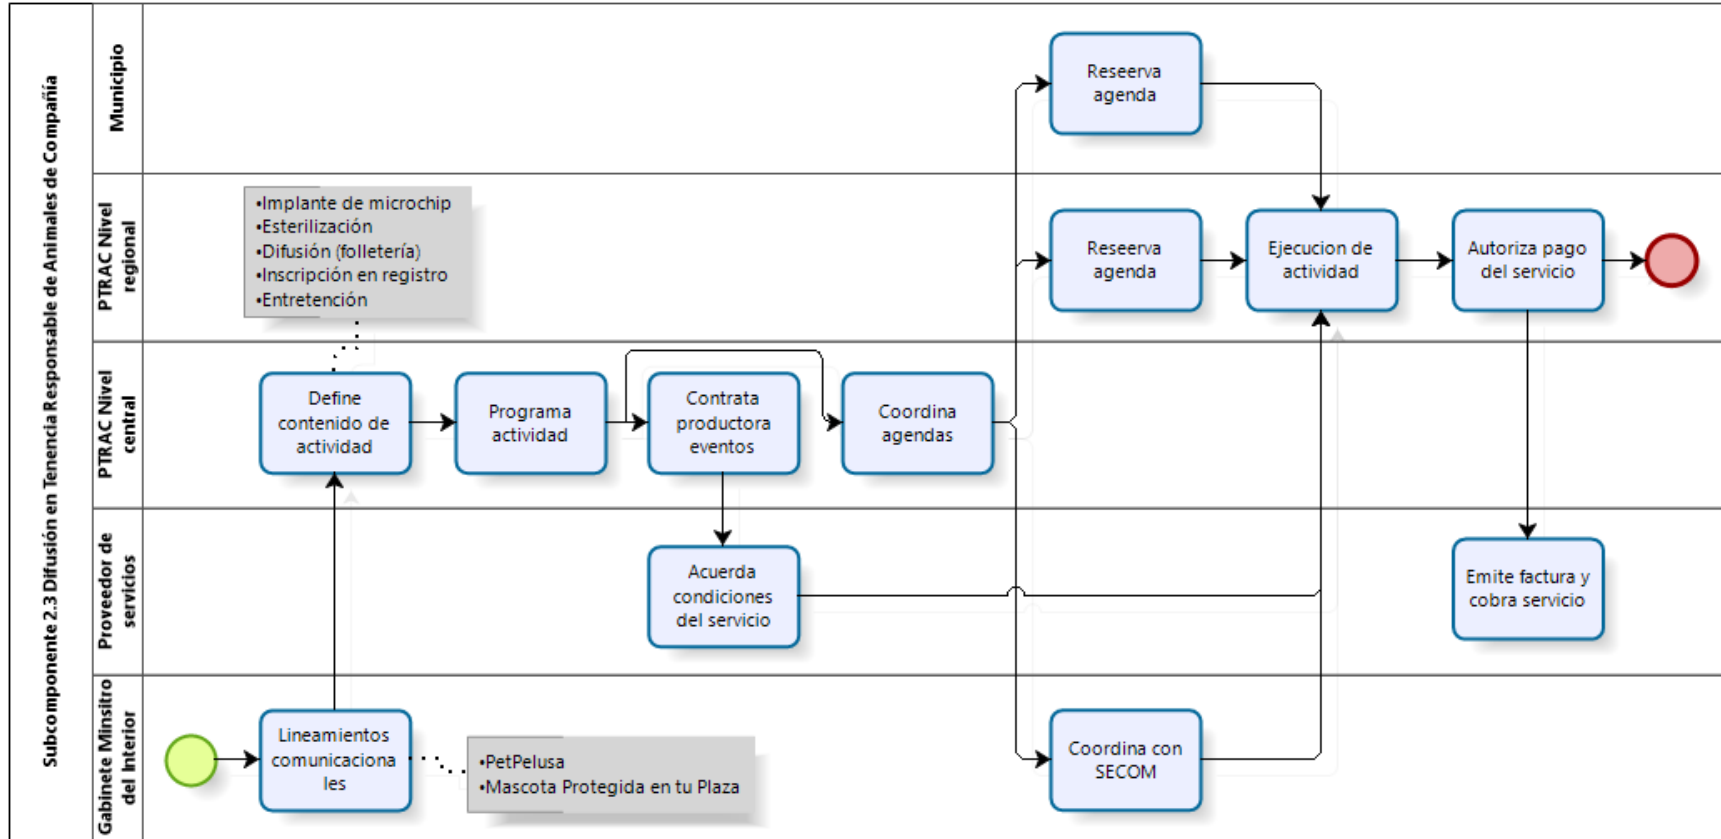 Subcomponente 2.3 Difusión en Tenencia Responsable de Animales de Compañía
Municipio
Reseerva
agenda
PTRAC Nivel
regional
•Implante de microchip
•Esterilización
•Difusión (folletería)
•Inscripción en registro
•Entretención
Reseerva
agenda
Ejecucion de
actividad
Autoriza pago
del servicio
PTRAC Nivel
central
Define
contenido de
actividad
Programa
actividad
Contrata
productora
eventos
Coordina
agendas
Proveedor de
servicios
Acuerda
condiciones
del servicio
Emite factura y
cobra servicio
Gabinete Minsitro
del Interior
Lineamientos
comunicaciona
les
•PetPelusa
•Mascota Protegida en tu Plaza
Coordina con
SECOM